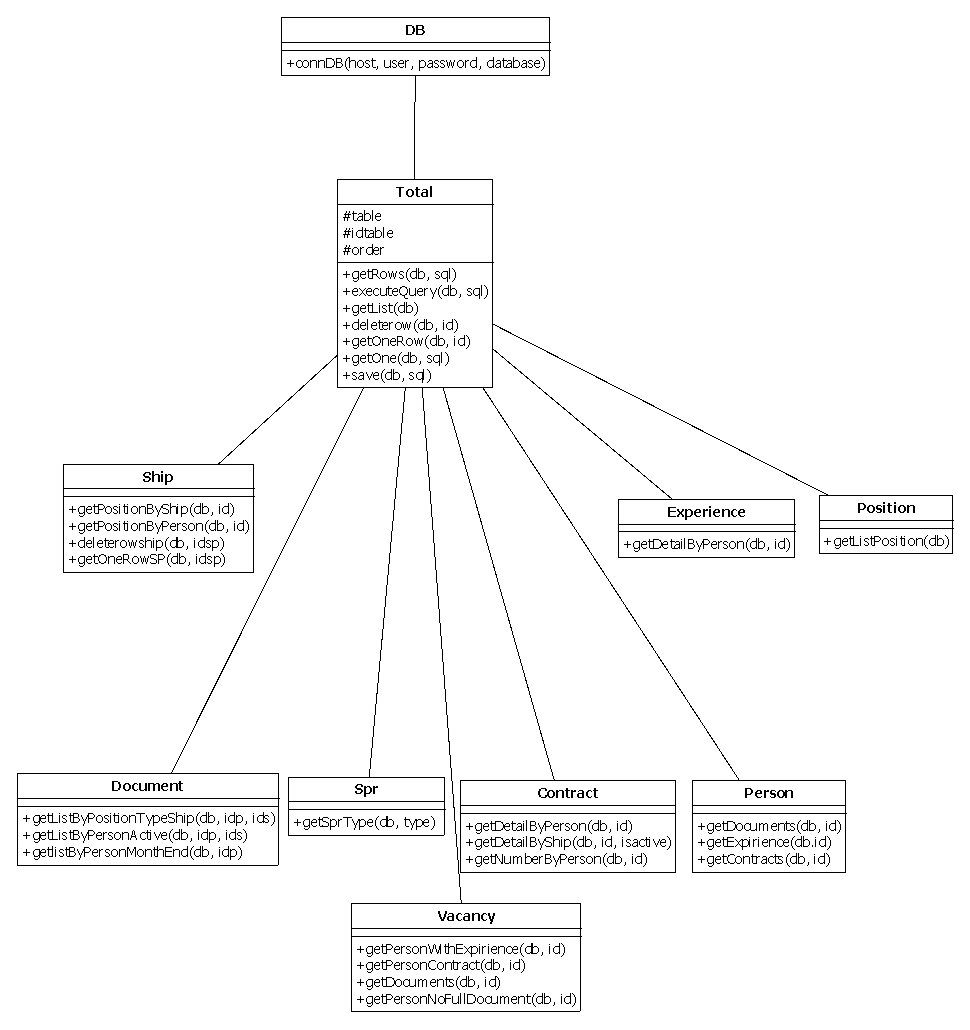 DB
+connDB(host, user, password, database)
Total
#table
#idtable
#order
+getRows(db, sql)
+executeQuery(db, sql)
+getList(db)
+deleterow(db, id)
+getOneRow(db, id)
+getOne(db, sql)
+save(db, sql)
Ship
+getPositionByShip(db, id)
+getPositionByPerson(db, id)
+deleterowship(db, idsp)
+getOneRowSP(db, idsp)
Experience
+getDetailByPerson(db, id)
Position
+getListPosition(db)
Document
+getListByPositionTypeShip(db, idp, ids)
+getListByPersonActive(db, idp, ids)
+getlistByPersonMonthEnd(db, idp)
Spr
+getSprType(db, type)
Contract
+getDetailByPerson(db, id)
+getDetailByShip(db, id, isactive)
+getNumberByPerson(db, id)
Person
+getDocuments(db, id)
+getExpirience(db.id)
+getContracts(db, id)
Vacancy
+getPersonWithExpirience(db, id)
+getPersonContract(db, id)
+getDocuments(db, id)
+getPersonNoFullDocument(db, id)